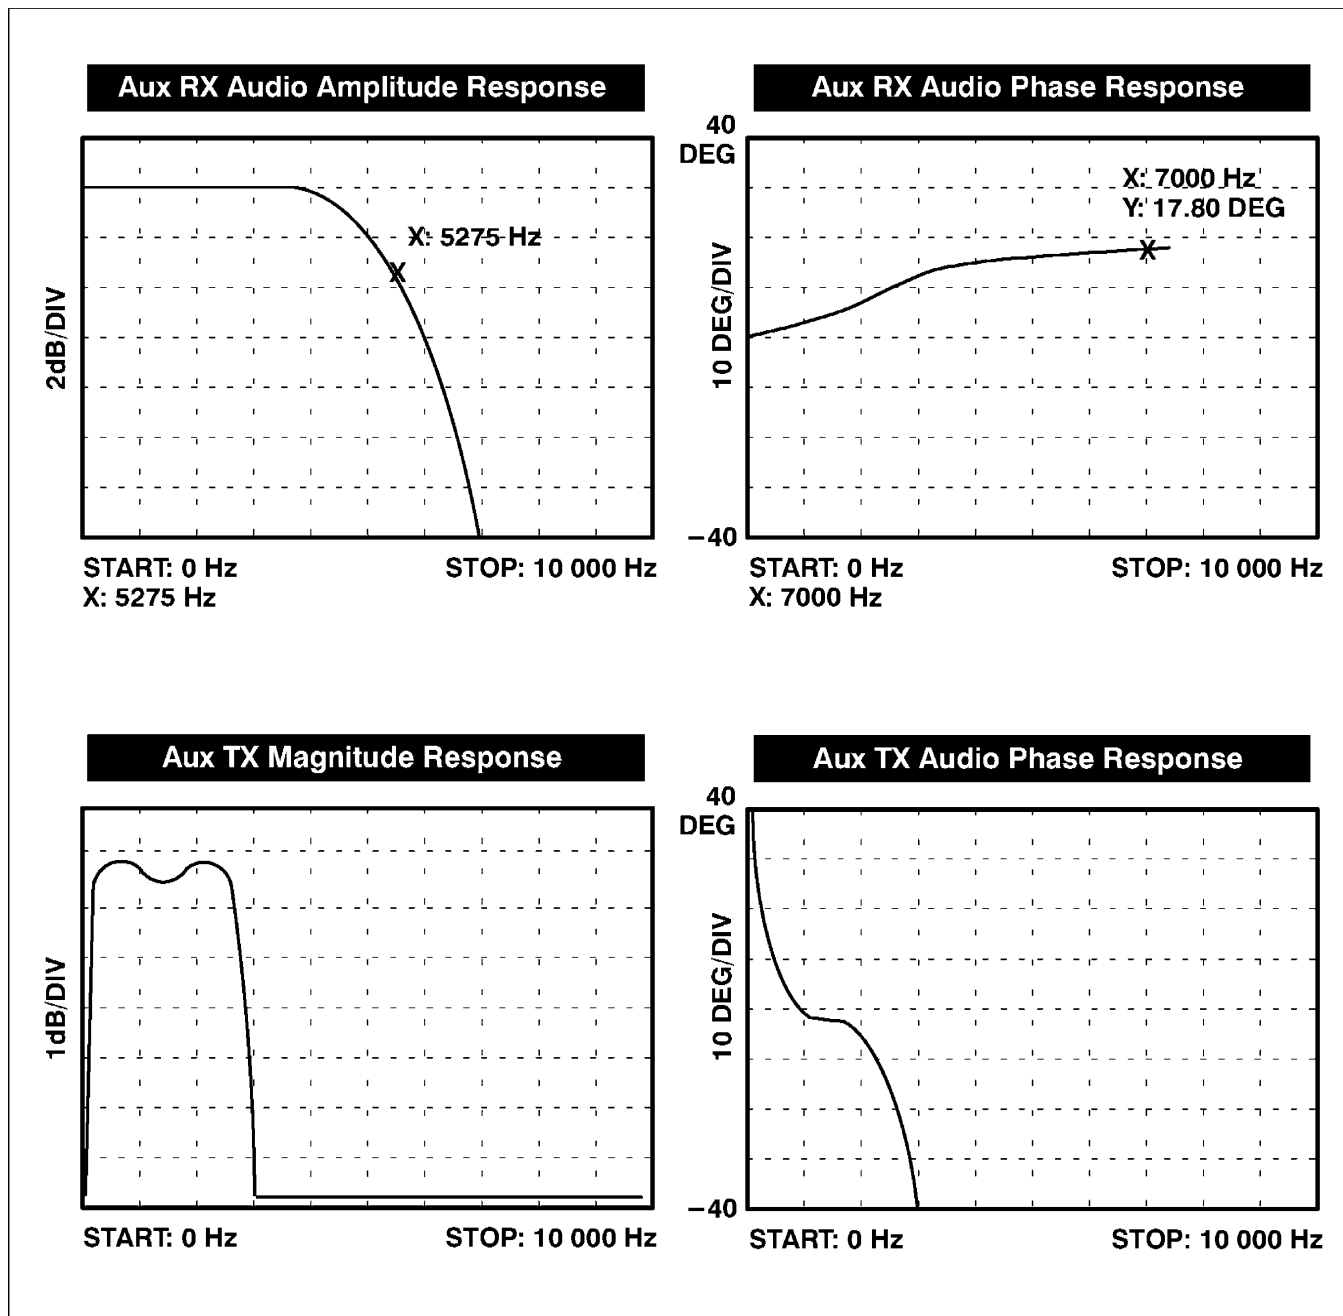 Aux RX Audio Amplitude Response
2dB/DIV
X: 5275 Hz
START: 0 Hz
STOP: 10 000 Hz
X: 5275 Hz
Aux RX Audio Phase Response
40
DEG
10 DEG/DIV
−40
X: 7000 Hz
Y: 17.80 DEG
START: 0 Hz
STOP: 10 000 Hz
X: 7000 Hz
Aux TX Magnitude Response
1dB/DIV
START: 0 Hz
STOP: 10 000 Hz
Aux TX Audio Phase Response
40
DEG
10 DEG/DIV
−40
START: 0 Hz
STOP: 10 000 Hz